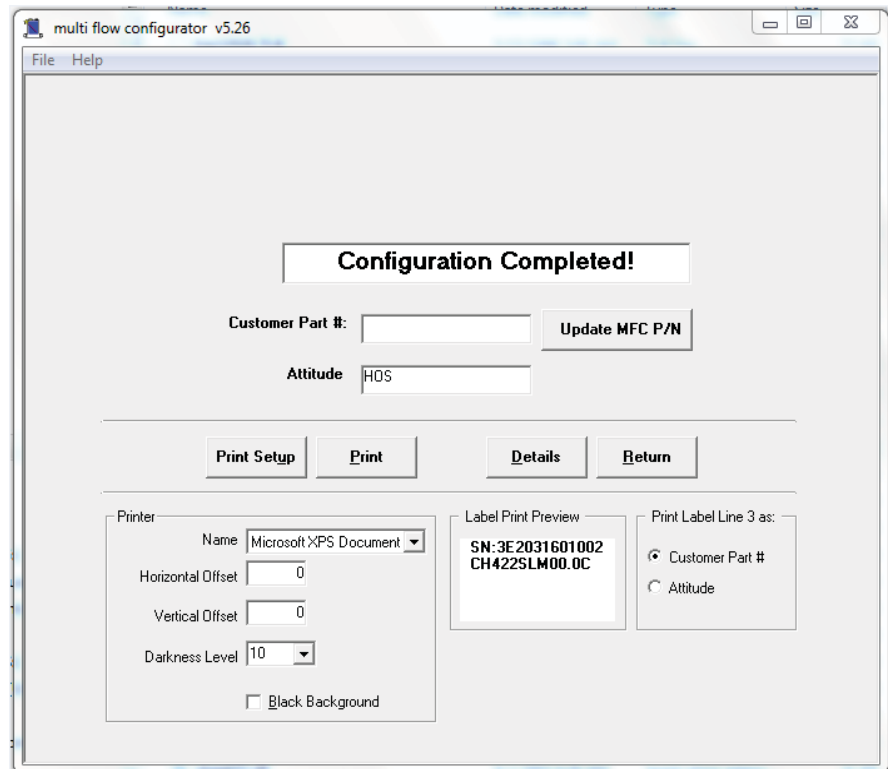 multi flow configurator v5.26
File Help
Configuration Completed!
Customer Part #:
Update MFC P/N
Attitude HOS
Print Setup Print Details Return
Printer
Name Microsoft XPS Document
Horizontal Offset 0
Vertical Offset 0
Darkness Level 10
Black Background
Label Print Preview
SN:3E2031601002
CH422SLM00.0C
Print Label Line 3 as:
Customer Part #
Attitude